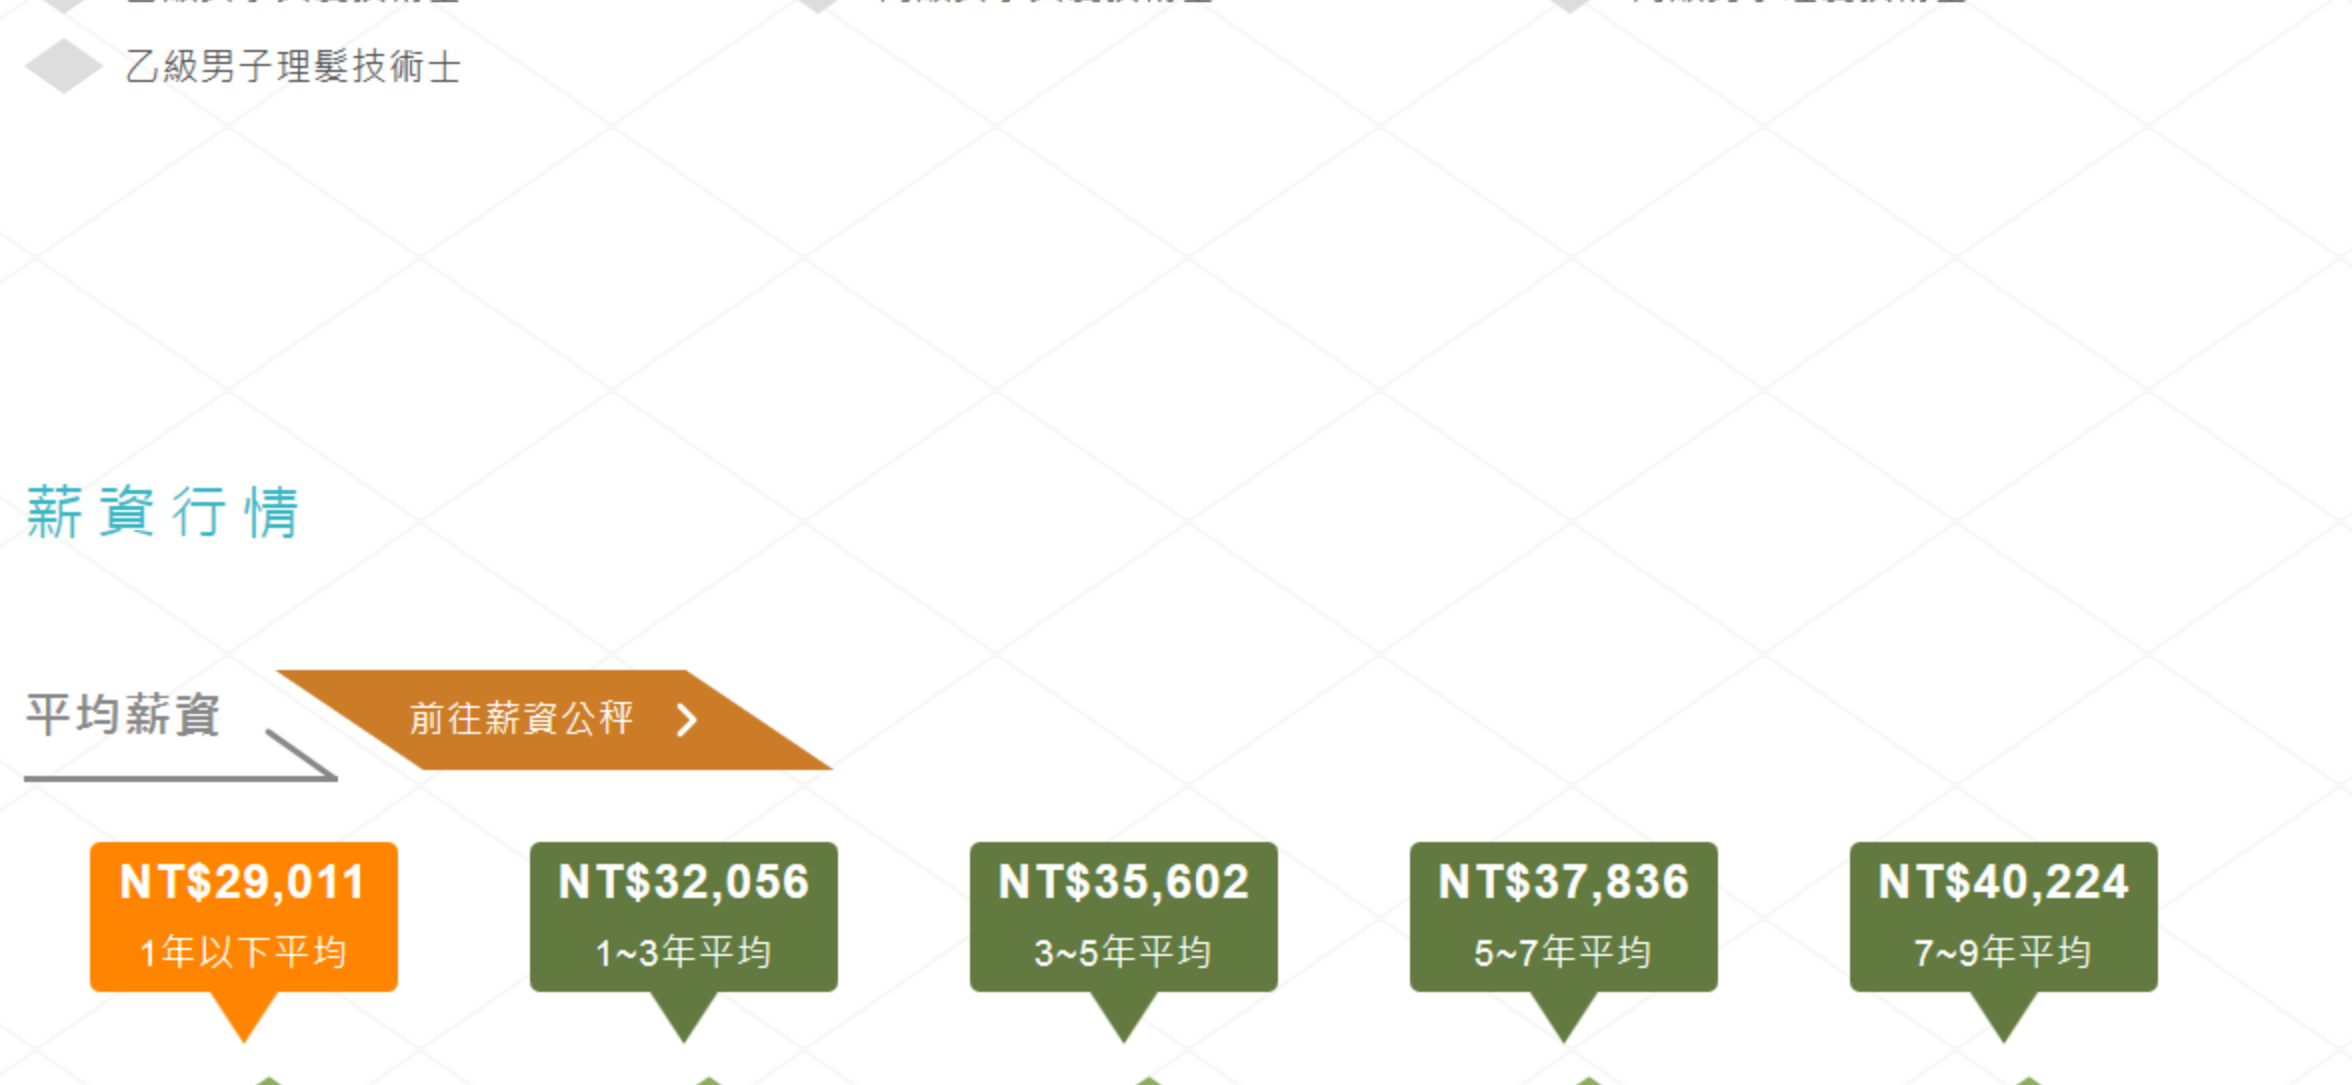 乙級男子理髮技術士
薪資行情
平均薪資
前往薪資公秤
NT$29,011
1年以下平均
NT$32,056
1~3年平均
NT$35,602
3~5年平均
NT$37,836
5~7年平均
NT$40,224
7~9年平均